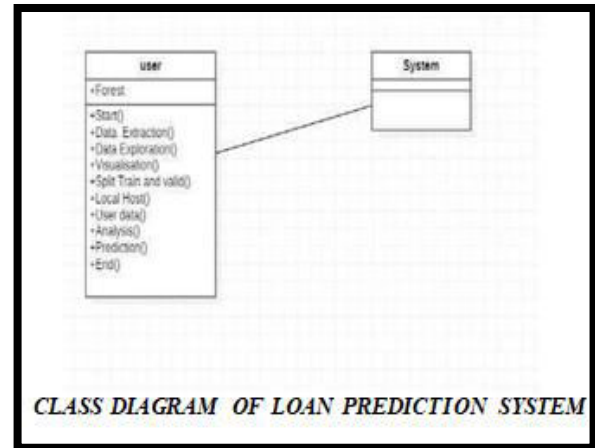 user
+Forest
+Start()
+Data Extraction()
+Data Exploration()
+Visualisation()
+Split Train and valid()
+Local Host()
+User data()
+Analysis()
+Prediction()
+End()
System
CLASS DIAGRAM OF LOAN PREDICTION SYSTEM